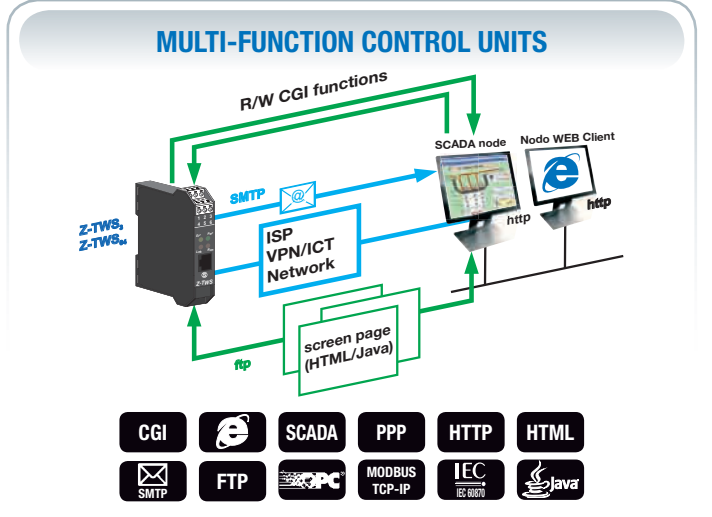 MULTI-FUNCTION CONTROL UNITS
R/W CGI functions
SCADA node
Nodo WEB Client
SMTP
@
http
http
Z-TWS
Z-TWS
ISP
VPN/ICT
Network
Z-TWS
screen page
(HTML/Java)
ftp
CGI
SCADA
PPP
HTTP
HTML
SMTP
FTP
OPC
MODBUS
TCP-IP
IEC
IEC 60870
Java